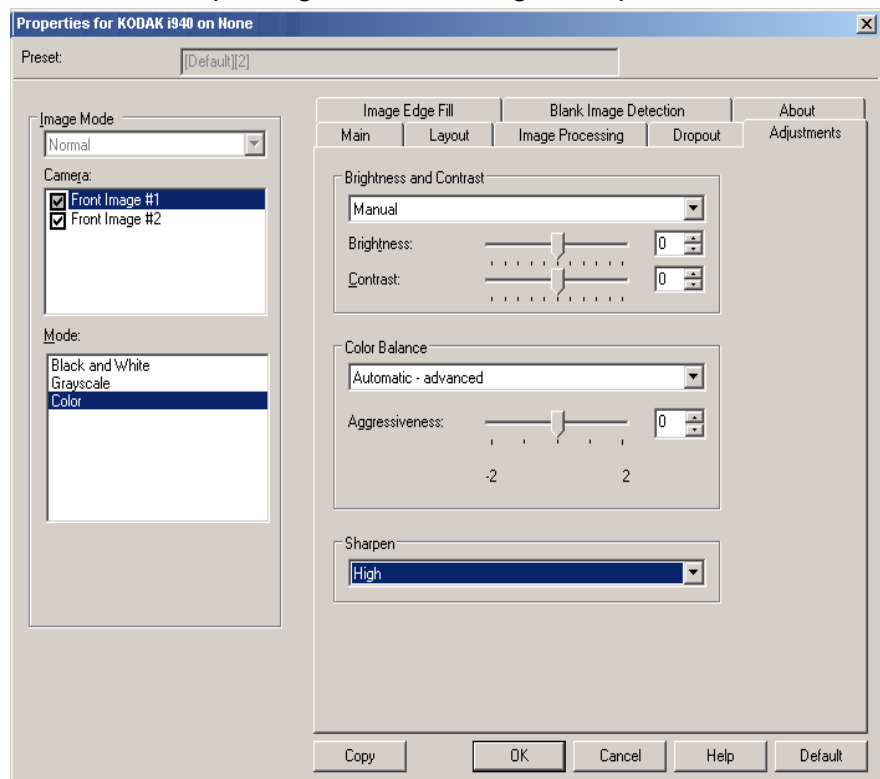 Properties for KODAK i940 on None
Preset:
[Default][2]
Image Mode
Normal
Camera:
Front Image #1
Front Image #2
Mode:
Black and White
Grayscale
Color
Image Edge Fill
Blank Image Detection
About
Main
Layout
Image Processing
Dropout
Adjustments
Brightness and Contrast
Manual
Brightness:
0
Contrast:
0
Color Balance
Automatic - advanced
Aggressiveness:
0
-2
2
Sharpen
High
Copy
OK
Cancel
Help
Default